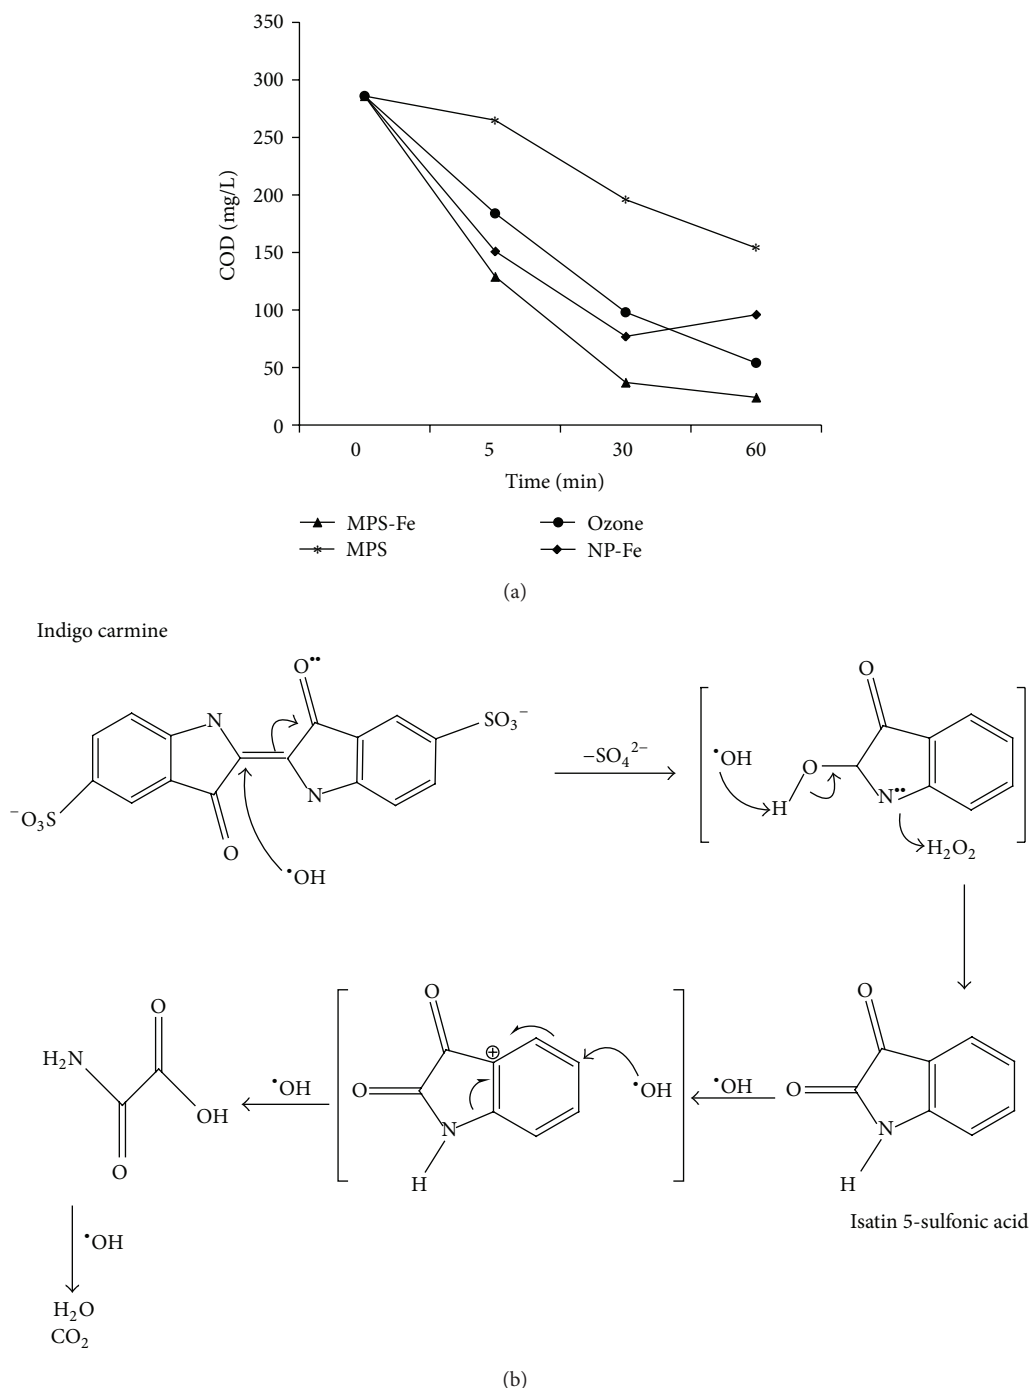 350
300
250
200
150
100
50
0
COD (mg/L)
0 5 30 60
Time (min)
MPS-Fe Ozone
MPS NP-Fe
(a)
Indigo carmine
O••
N
SO₃⁻
⁻O₃S
N
O
•OH
−SO₄²⁻
O
•OH
O
H
N••
H₂O₂
O
O
N
H
Isatin 5-sulfonic acid
•OH
O
⊕
O
•OH
N
H
•OH
O
H₂N
OH
O
•OH
H₂O
CO₂
(b)